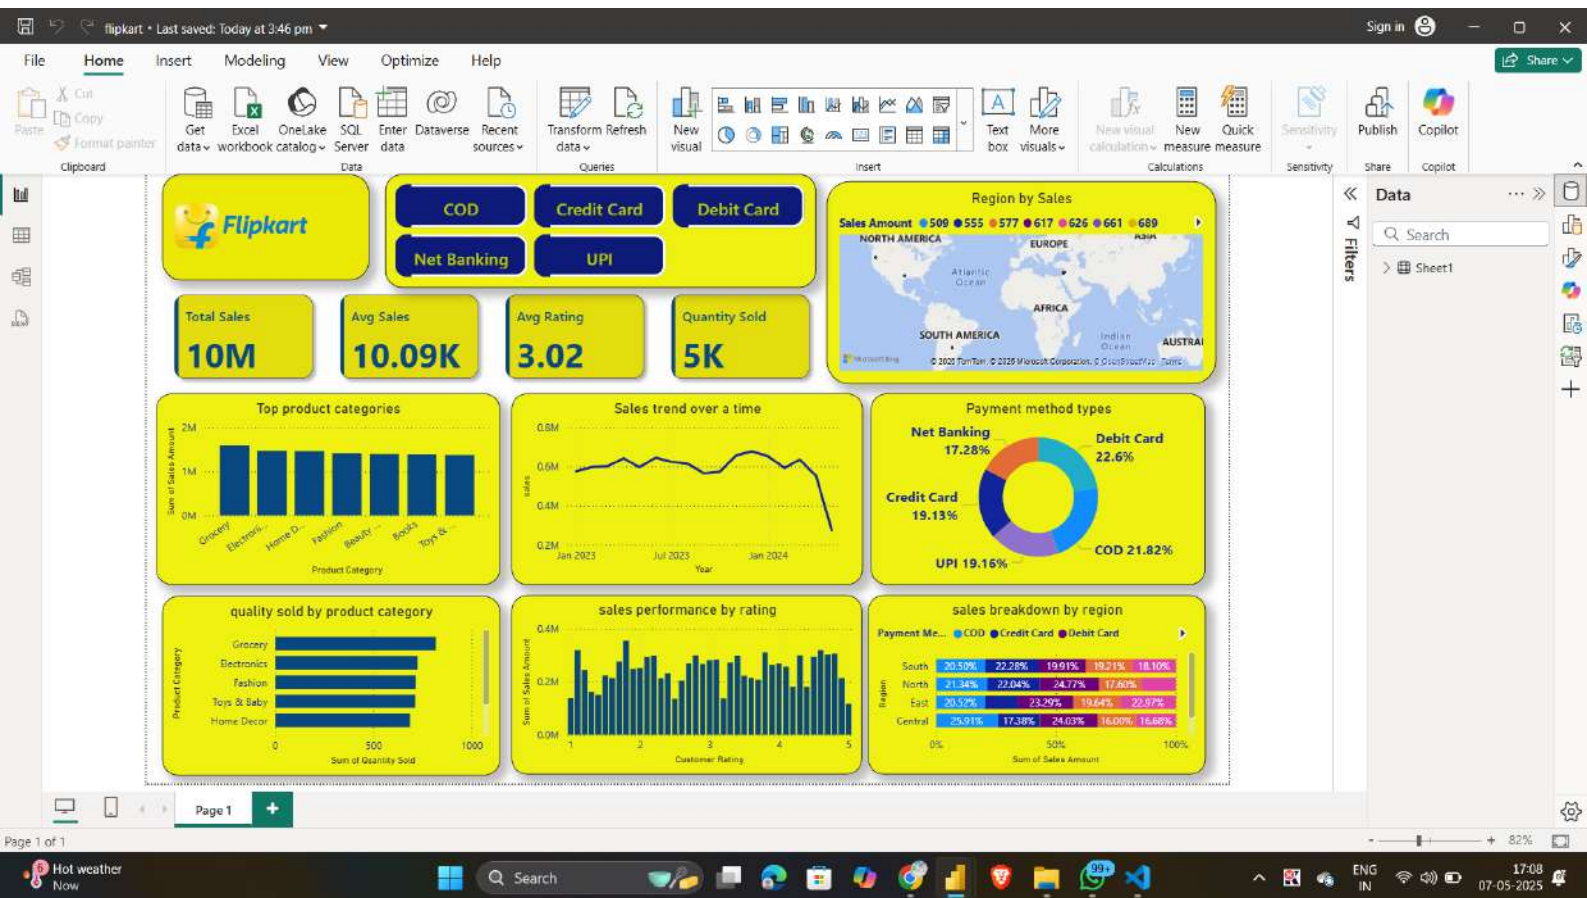 flipkart • Last saved: Today at 3:46 pm
Sign in
File Home Insert Modeling View Optimize Help
Share
Paste
Cut
Copy
Format painter
Clipboard
Get data
Excel workbook
OneLake catalog
SQL Server
Enter data
Dataverse
Recent sources
Data
Transform data
Refresh
Queries
New visual
Text box
More visuals
Insert
New visual calculation
New measure
Quick measure
Calculations
Sensitivity
Sensitivity
Publish
Share
Copilot
Copilot
Flipkart
COD
Credit Card
Debit Card
Net Banking
UPI
Region by Sales
Sales Amount 509 555 577 617 626 661 689
NORTH AMERICA
EUROPE
ASIA
Atlantic
Ocean
AFRICA
SOUTH AMERICA
Indian
Ocean
AUSTRAL
Microsoft Bing
© 2025 TomTom, © 2025 Microsoft Corporation, © OpenStreetMap Terms
Total Sales
10M
Avg Sales
10.09K
Avg Rating
3.02
Quantity Sold
5K
Top product categories
Sum of Sales Amount
2M
1M
0M
Grocery
Electroni...
Home D...
Fashion
Beauty ...
Books
Toys & ...
Product Category
Sales trend over a time
sales
0.8M
0.6M
0.4M
0.2M
Jan 2023
Jul 2023
Jan 2024
Year
Payment method types
Net Banking
17.28%
Debit Card
22.6%
Credit Card
19.13%
COD 21.82%
UPI 19.16%
quality sold by product category
Product Category
Grocery
Electronics
Fashion
Toys & Baby
Home Decor
0 500 1000
Sum of Quantity Sold
sales performance by rating
Sum of Sales Amount
0.4M
0.2M
0.0M
1 2 3 4 5
Customer Rating
sales breakdown by region
Payment Me... COD Credit Card Debit Card
Region
South 20.50% 22.28% 19.91% 19.21% 18.10%
North 21.34% 22.04% 24.77% 17.60%
East 20.52% 23.29% 19.64% 22.97%
Central 25.91% 17.38% 24.03% 16.00% 16.68%
0% 50% 100%
Sum of Sales Amount
Filters
Data
Search
Sheet1
Page 1
Page 1 of 1
82%
6
Hot weather
Now
Search
99+
ENG
IN
17:08
07-05-2025